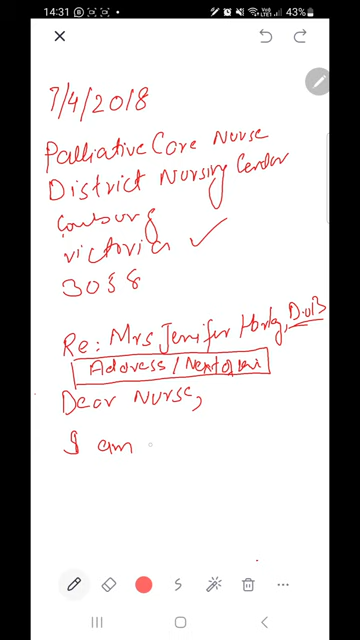 14:31
43%
7/4/2018
Palliative Care Nurse
District Nursing Center
Coburg
Victoria ✓
3058
Re: Mrs Jenifer D.O.B
Address / Next of kin
Dear Nurse,
I am